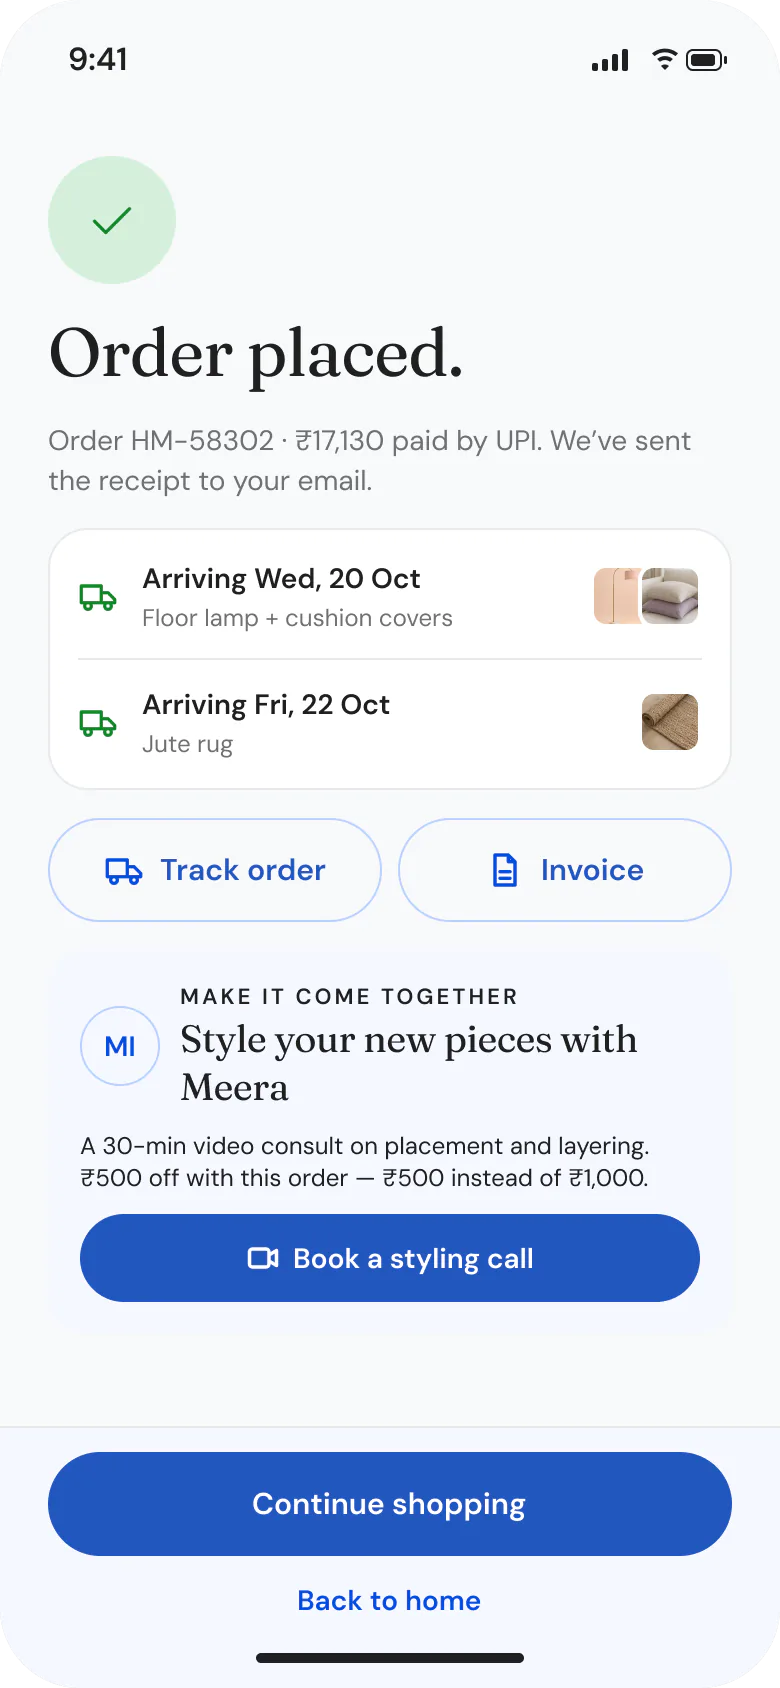 9:41
Order placed.
Order HM-58302 · ₹17,130 paid by UPI. We’ve sent
the receipt to your email.
Arriving Wed, 20 Oct
Floor lamp + cushion covers
Arriving Fri, 22 Oct
Jute rug
Track order
Invoice
MAKE IT COME TOGETHER
MI
Style your new pieces with
Meera
A 30-min video consult on placement and layering.
₹500 off with this order — ₹500 instead of ₹1,000.
Book a styling call
Continue shopping
Back to home